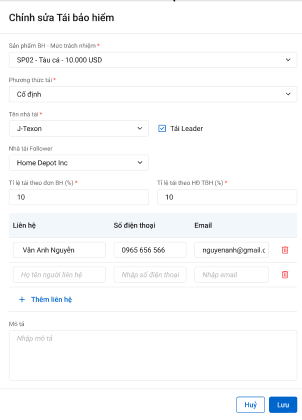 Chỉnh sửa Tái bảo hiểm
Sản phẩm BH - Mức trách nhiệm *
SP02 - Tàu cá - 10.000 USD
Phương thức tái *
Cố định
Tên nhà tái *
J-Texon
Tái Leader
Nhà tái Follower
Home Depot Inc
Tỉ lệ tái theo đơn BH (%) * Tỉ lệ tái theo HĐ TBH (%) *
10 10
Liên hệ Số điện thoại Email
Vân Anh Nguyễn 0965 656 566 nguyenanh@gmail.c
Họ tên người liên hệ Nhập số điện thoại Nhập email
+ Thêm liên hệ
Mô tả
Nhập mô tả
Huỷ Lưu